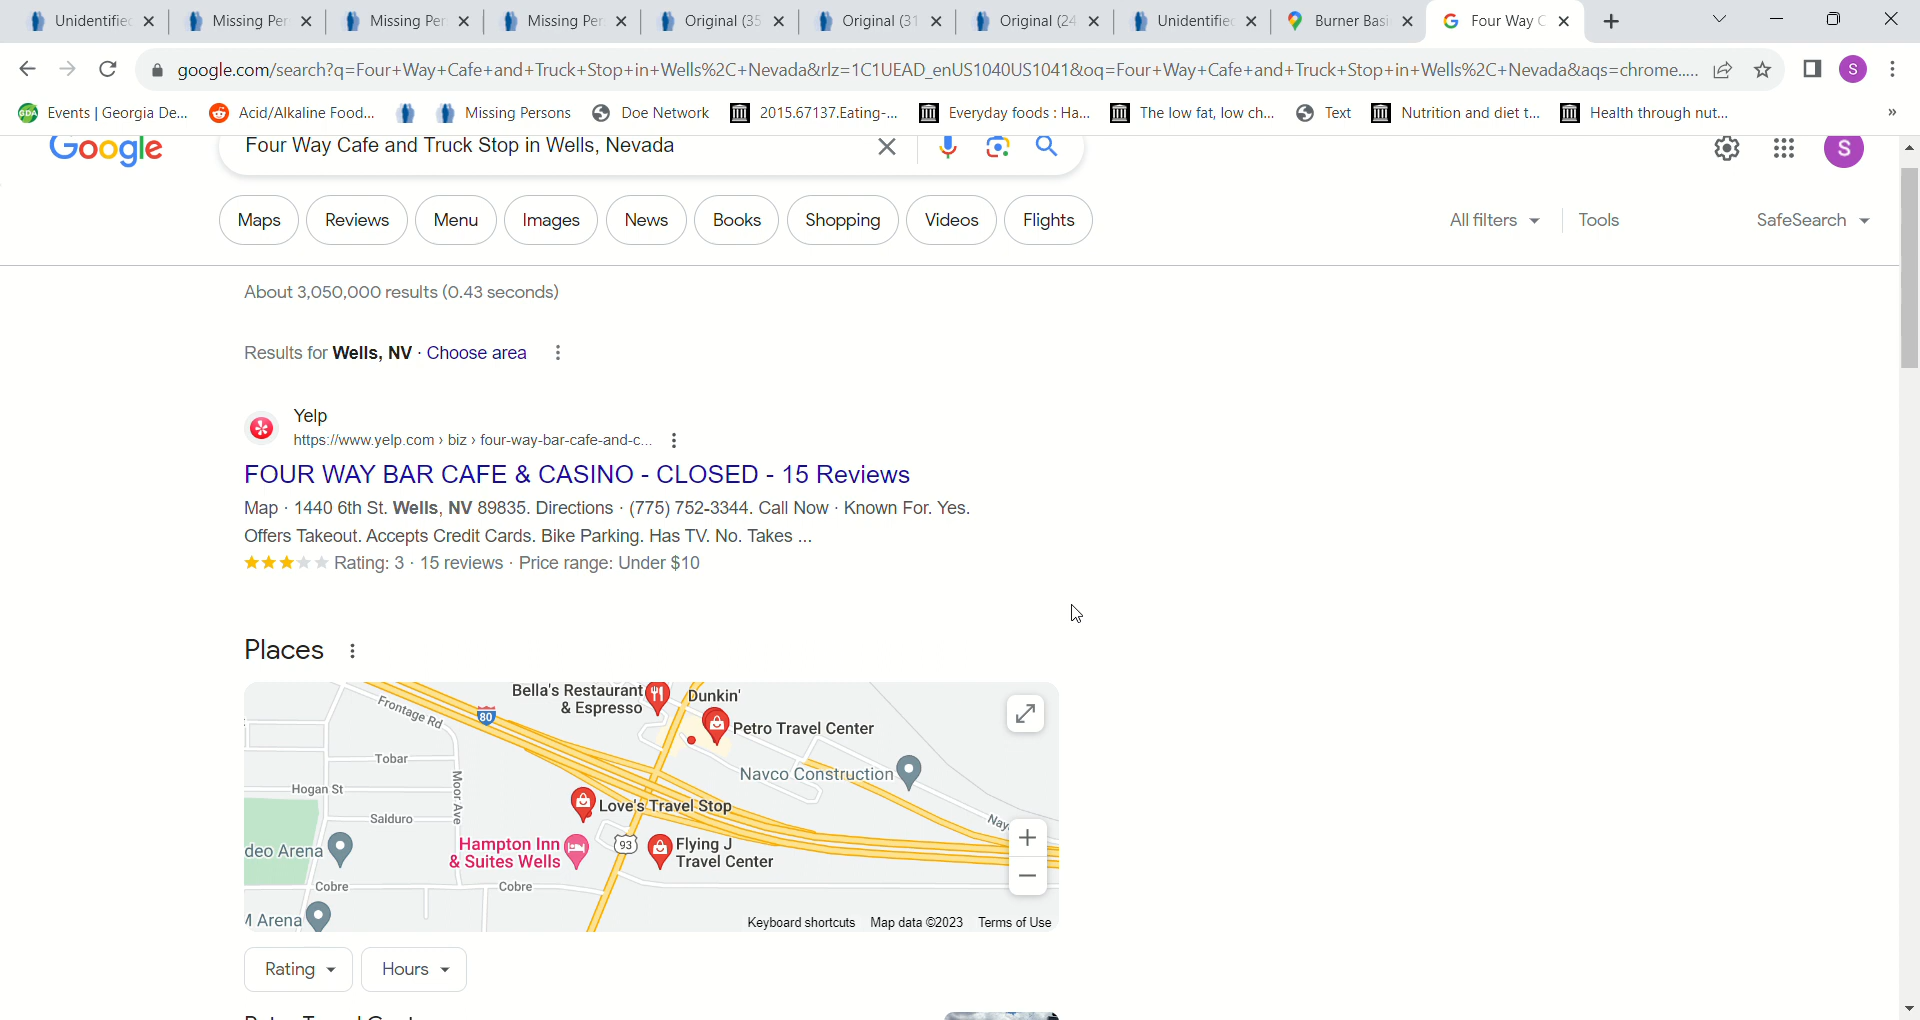 Unidentified Missing Per Missing Per Missing Per Original (35 Original (31 Original (24 Unidentified Burner Basi Four Way C
google.com/search?q=Four+Way+Cafe+and+Truck+Stop+in+Wells%2C+Nevada&rlz=1C1UEAD_enUS1040US1041&oq=Four+Way+Cafe+and+Truck+Stop+in+Wells%2C+Nevada&aqs=chrome.... S
GDA Events | Georgia De... Acid/Alkaline Food... Missing Persons Doe Network 2015.67137.Eating-... Everyday foods : Ha... The low fat, low ch... Text Nutrition and diet t... Health through nut... »
Google Four Way Cafe and Truck Stop in Wells, Nevada S
Maps Reviews Menu Images News Books Shopping Videos Flights All filters Tools SafeSearch
About 3,050,000 results (0.43 seconds)
Results for Wells, NV · Choose area
Yelp
https://www.yelp.com › biz › four-way-bar-cafe-and-c...
FOUR WAY BAR CAFE & CASINO - CLOSED - 15 Reviews
Map · 1440 6th St. Wells, NV 89835. Directions · (775) 752-3344. Call Now · Known For. Yes.
Offers Takeout. Accepts Credit Cards. Bike Parking. Has TV. No. Takes ...
Rating: 3 · 15 reviews · Price range: Under $10
Places
Bella's Restaurant
& Espresso
Dunkin'
Frontage Rd
80
Petro Travel Center
Tobar
Navco Construction
Hogan St
Moor Ave
Love's Travel Stop
Salduro
Nav
Hampton Inn
& Suites Wells
93
Flying J
Travel Center
deo Arena
Cobre
Cobre
Arena
Keyboard shortcuts Map data ©2023 Terms of Use
Rating Hours